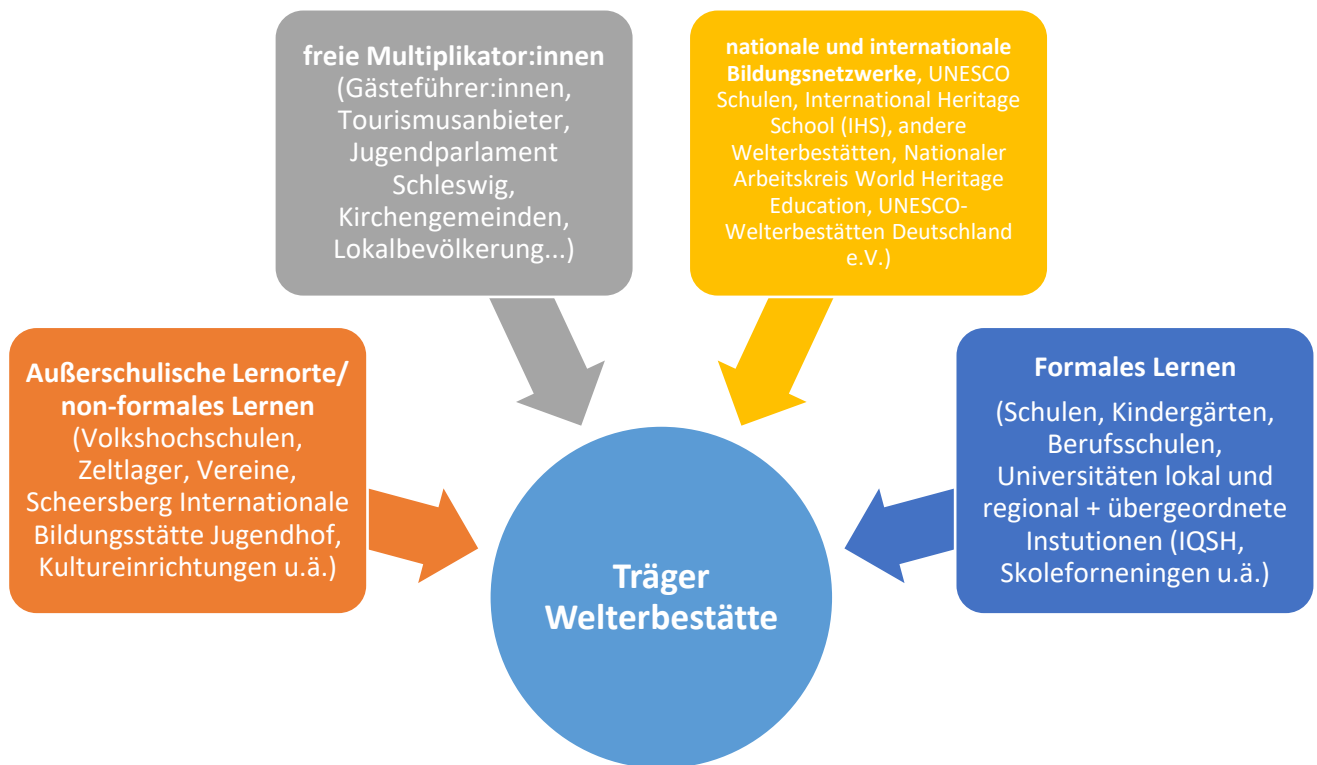 freie Multiplikator:innen
(Gästeführer:innen,
Tourismusanbieter,
Jugendparlament
Schleswig,
Kirchengemeinden,
Lokalbevölkerung...)
nationale und internationale
Bildungsnetzwerke, UNESCO
Schulen, International Heritage
School (IHS), andere
Welterbestätten, Nationaler
Arbeitskreis World Heritage
Education, UNESCO-
Welterbestätten Deutschland
e.V.)
Außerschulische Lernorte/
non-formales Lernen
(Volkshochschulen,
Zeltlager, Vereine,
Scheersberg Internationale
Bildungsstätte Jugendhof,
Kultureinrichtungen u.ä.)
Formales Lernen
(Schulen, Kindergärten,
Berufsschulen,
Universitäten lokal und
regional + übergeordnete
Instutionen (IQSH,
Skoleforneningen u.ä.)
Träger
Welterbestätte